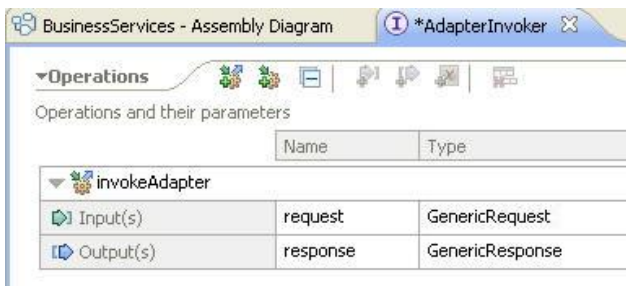 BusinessServices - Assembly Diagram *AdapterInvoker
Operations
Operations and their parameters
Name Type
invokeAdapter
Input(s) request GenericRequest
Output(s) response GenericResponse